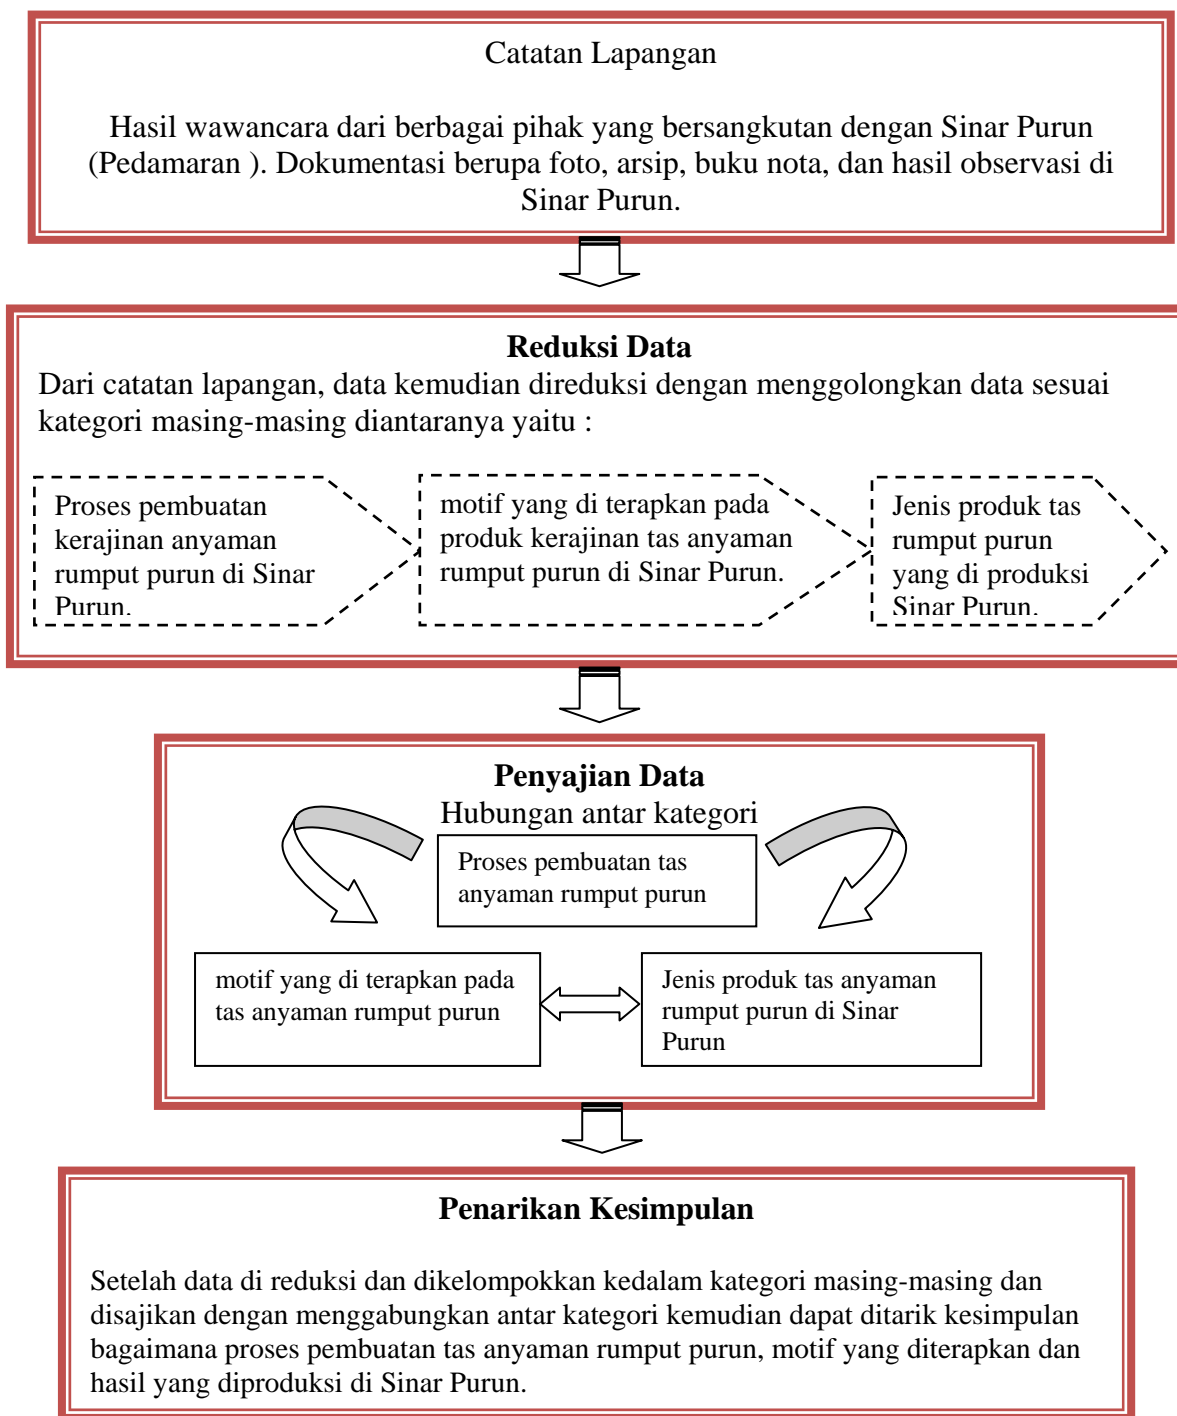 Catatan Lapangan
Hasil wawancara dari berbagai pihak yang bersangkutan dengan Sinar Purun
(Pedamaran ). Dokumentasi berupa foto, arsip, buku nota, dan hasil observasi di
Sinar Purun.
Reduksi Data
Dari catatan lapangan, data kemudian direduksi dengan menggolongkan data sesuai
kategori masing-masing diantaranya yaitu :
Proses pembuatan
kerajinan anyaman
rumput purun di Sinar
Purun.
motif yang di terapkan pada
produk kerajinan tas anyaman
rumput purun di Sinar Purun.
Jenis produk tas
rumput purun
yang di produksi
Sinar Purun.
Penyajian Data
Hubungan antar kategori
Proses pembuatan tas
anyaman rumput purun
motif yang di terapkan pada
tas anyaman rumput purun
Jenis produk tas anyaman
rumput purun di Sinar
Purun
Penarikan Kesimpulan
Setelah data di reduksi dan dikelompokkan kedalam kategori masing-masing dan
disajikan dengan menggabungkan antar kategori kemudian dapat ditarik kesimpulan
bagaimana proses pembuatan tas anyaman rumput purun, motif yang diterapkan dan
hasil yang diproduksi di Sinar Purun.